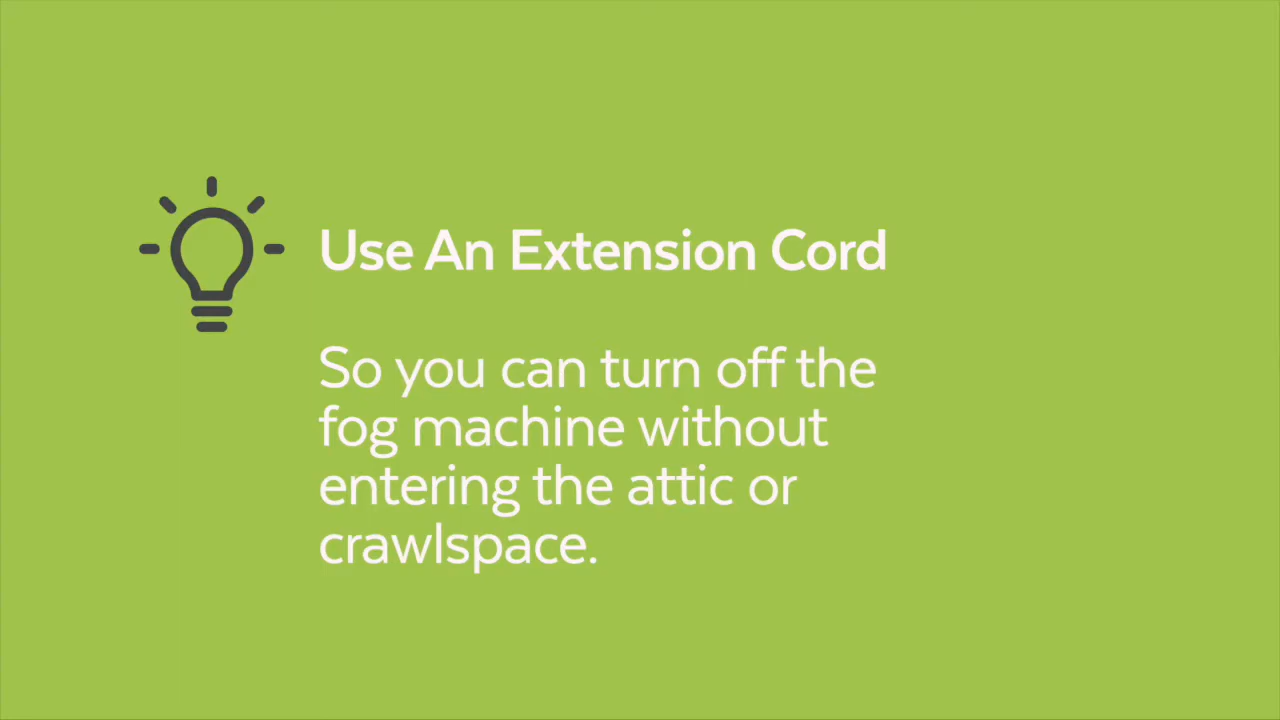 Use An Extension Cord
So you can turn off the
fog machine without
entering the attic or
crawlspace.